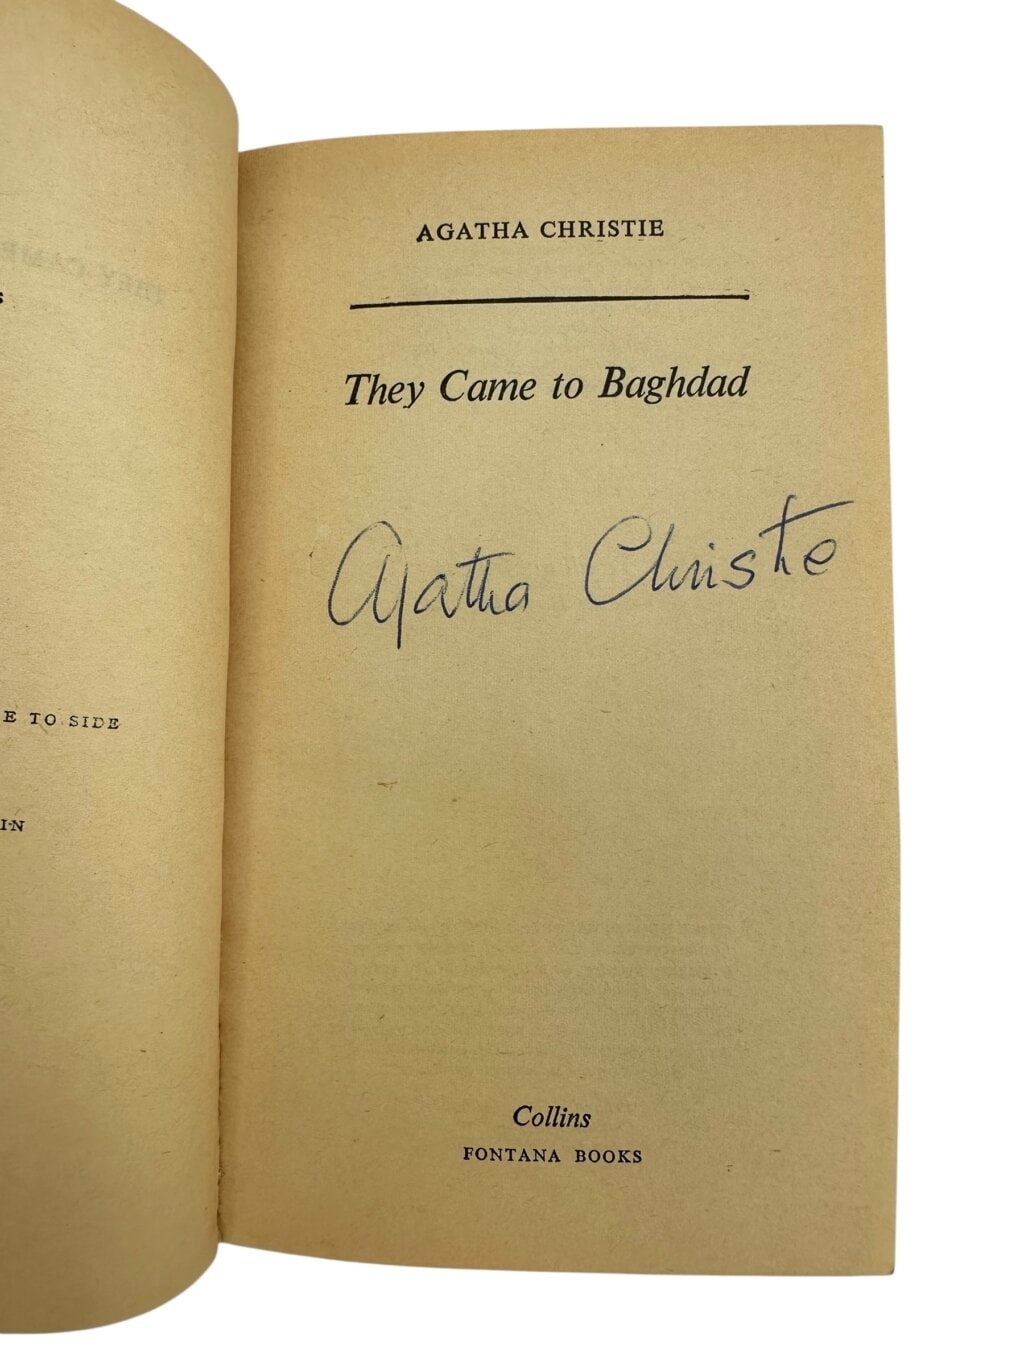 AGATHA CHRISTIE
They Came to Baghdad
Agatha Christie
Collins
FONTANA BOOKS
TO SIDE